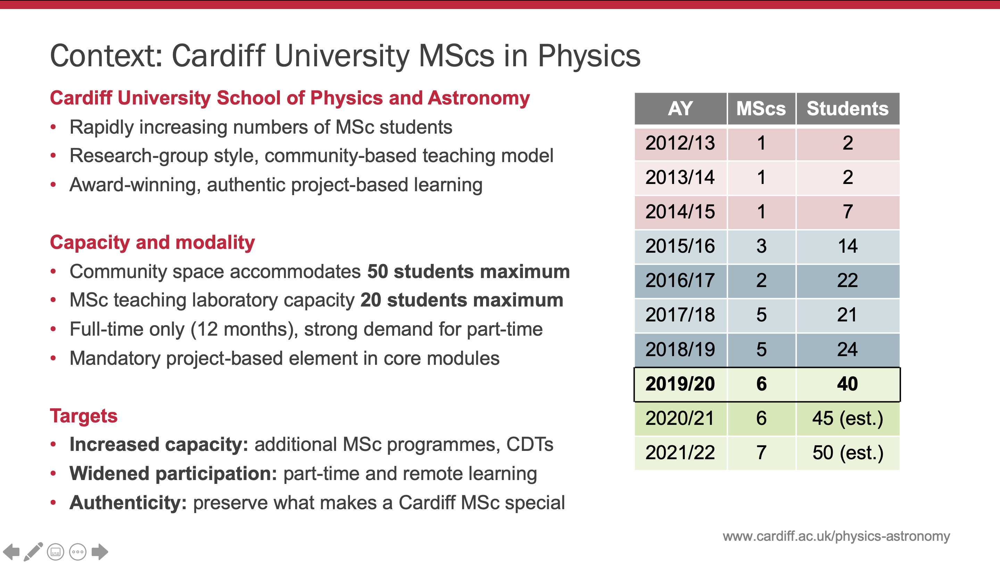 Context: Cardiff University MScs in Physics
Cardiff University School of Physics and Astronomy
• Rapidly increasing numbers of MSc students
• Research-group style, community-based teaching model
• Award-winning, authentic project-based learning
Capacity and modality
• Community space accommodates 50 students maximum
• MSc teaching laboratory capacity 20 students maximum
• Full-time only (12 months), strong demand for part-time
• Mandatory project-based element in core modules
Targets
• Increased capacity: additional MSc programmes, CDTs
• Widened participation: part-time and remote learning
• Authenticity: preserve what makes a Cardiff MSc special
AY MScs Students
2012/13 1 2
2013/14 1 2
2014/15 1 7
2015/16 3 14
2016/17 2 22
2017/18 5 21
2018/19 5 24
2019/20 6 40
2020/21 6 45 (est.)
2021/22 7 50 (est.)
www.cardiff.ac.uk/physics-astronomy